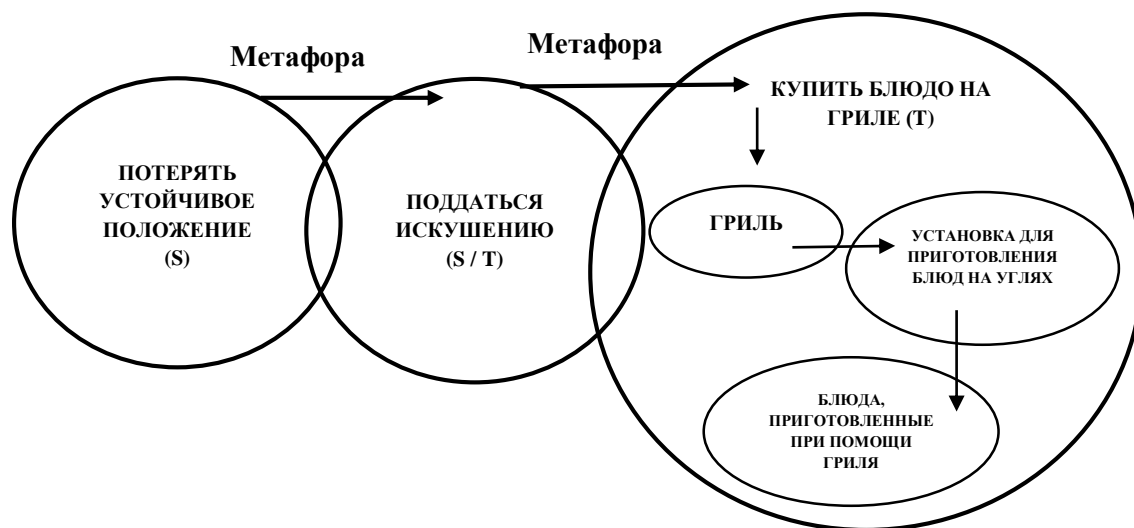 Метафора
Метафора
ПОТЕРЯТЬ
УСТОЙЧИВОЕ
ПОЛОЖЕНИЕ
(S)
ПОДДАТЬСЯ
ИСКУШЕНИЮ
(S / T)
КУПИТЬ БЛЮДО НА
ГРИЛЕ (T)
ГРИЛЬ
УСТАНОВКА ДЛЯ
ПРИГОТОВЛЕНИЯ
БЛЮД НА УГЛЯХ
БЛЮДА,
ПРИГОТОВЛЕННЫЕ
ПРИ ПОМОЩИ
ГРИЛЯ